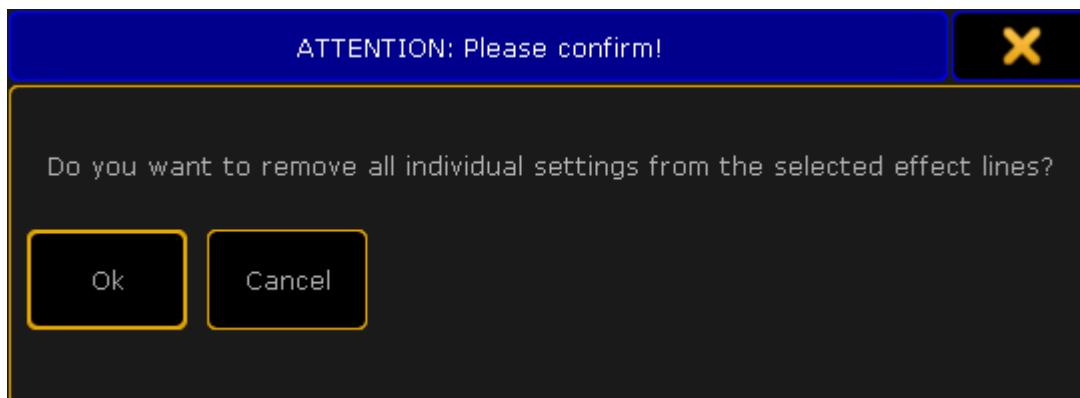 ATTENTION: Please confirm!
Do you want to remove all individual settings from the selected effect lines?
Ok
Cancel